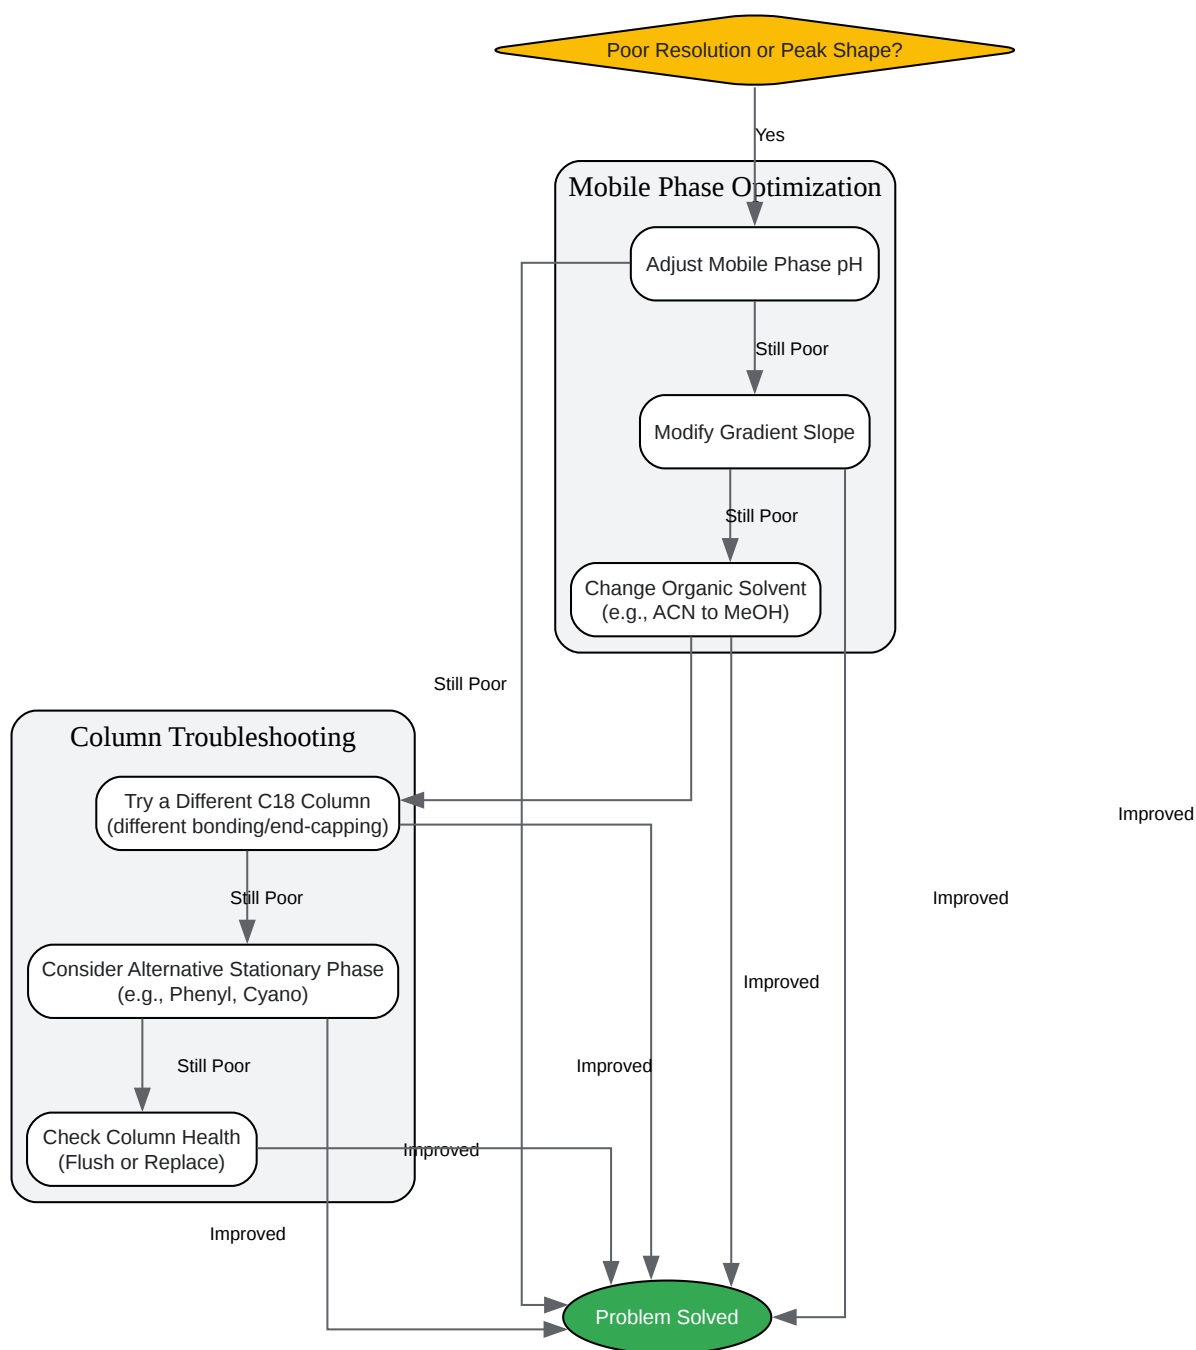 Poor Resolution or Peak Shape?
Yes
Mobile Phase Optimization
Adjust Mobile Phase pH
Still Poor
Modify Gradient Slope
Still Poor
Change Organic Solvent
(e.g., ACN to MeOH)
Still Poor
Column Troubleshooting
Try a Different C18 Column
(different bonding/end-capping)
Improved
Still Poor
Improved
Consider Alternative Stationary Phase
(e.g., Phenyl, Cyano)
Improved
Still Poor
Improved
Check Column Health
(Flush or Replace)
Improved
Improved
Problem Solved